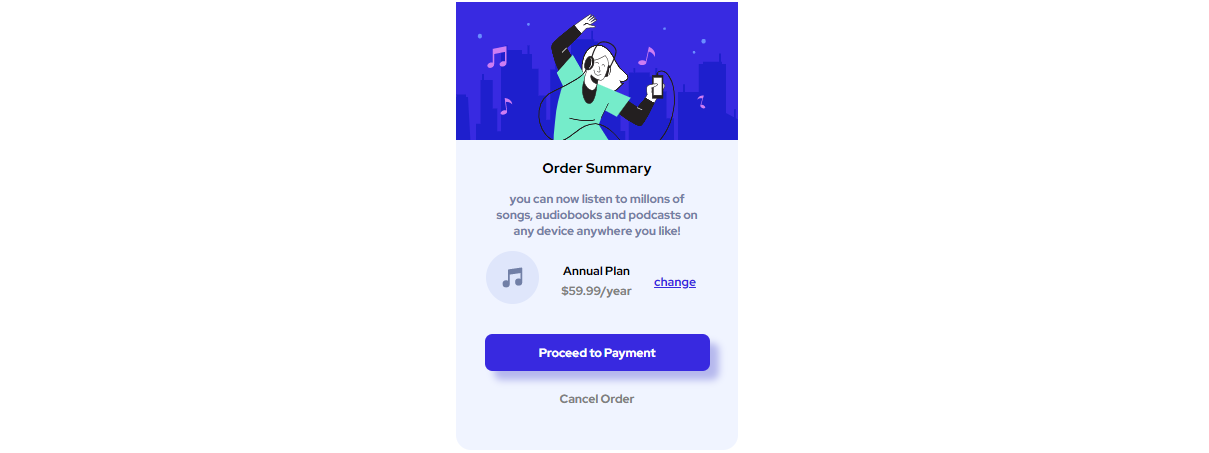 Order Summary
you can now listen to millons of
songs, audiobooks and podcasts on
any device anywhere you like!
Annual Plan
$59.99/year
change
Proceed to Payment
Cancel Order